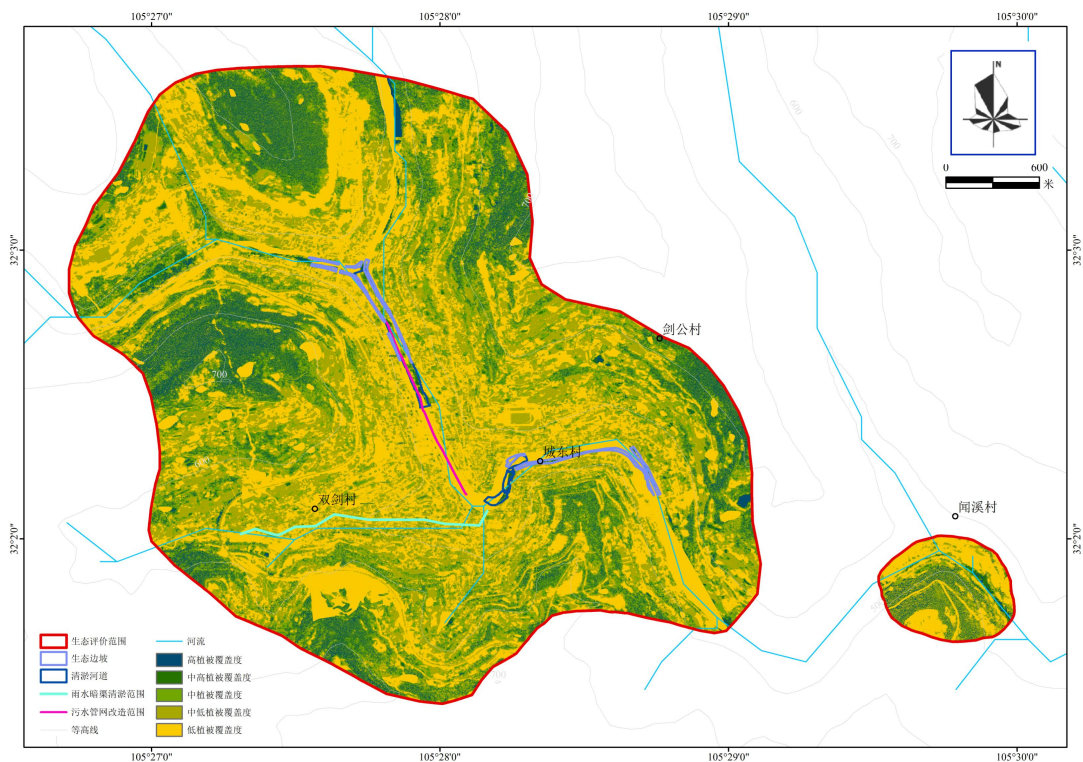 105°27'0"
105°28'0"
105°29'0"
105°30'0"
N
600
700
0 600
米
700
32°3'0"
32°3'0"
剑公村
700
600
城东村
双剑村
闻溪村
32°2'0"
32°2'0"
700
生态评价范围
生态边坡
清淤河道
雨水暗渠清淤范围
污水管网改造范围
等高线
河流
高植被覆盖度
中高植被覆盖度
中植被覆盖度
中低植被覆盖度
低植被覆盖度
105°27'0"
105°28'0"
105°29'0"
105°30'0"